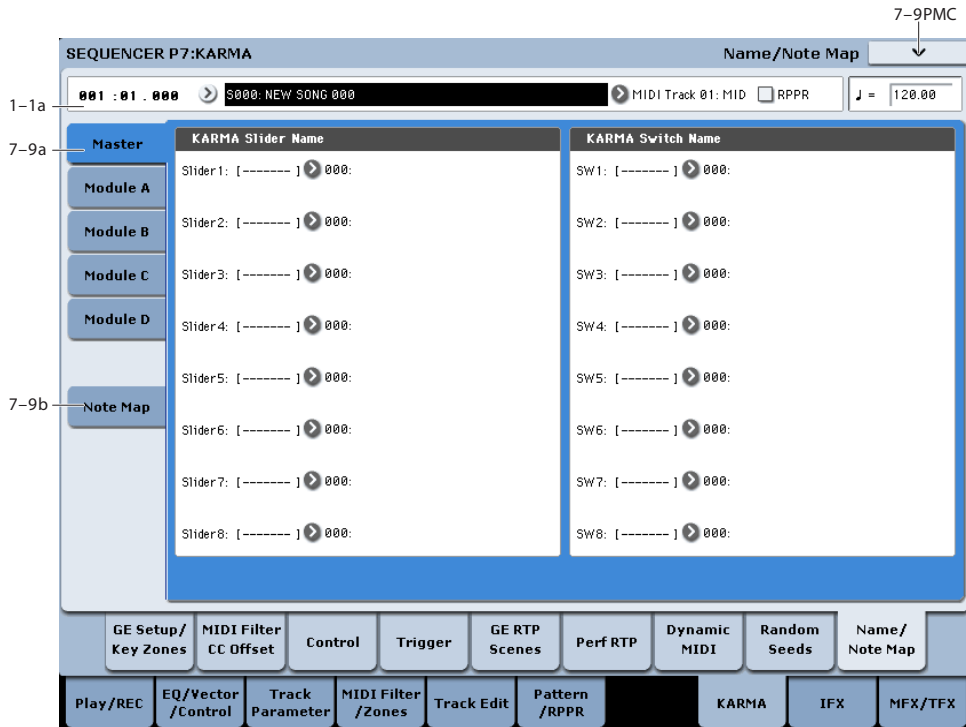 7–9PMC
SEQUENCER P7:KARMA Name/Note Map
1–1a
001 :01 . 000 S000: NEW SONG 000 MIDI Track 01: MID RPPR ♩ = 120.00
7–9a
Master
Module A
Module B
Module C
Module D
7–9b
Note Map
KARMA Slider Name
Slider1: [------- ] 000:
Slider2: [------- ] 000:
Slider3: [------- ] 000:
Slider4: [------- ] 000:
Slider5: [------- ] 000:
Slider6: [------- ] 000:
Slider7: [------- ] 000:
Slider8: [------- ] 000:
KARMA Switch Name
SW1: [------- ] 000:
SW2: [------- ] 000:
SW3: [------- ] 000:
SW4: [------- ] 000:
SW5: [------- ] 000:
SW6: [------- ] 000:
SW7: [------- ] 000:
SW8: [------- ] 000:
GE Setup/
Key Zones
MIDI Filter
CC Offset
Control
Trigger
GE RTP
Scenes
Perf RTP
Dynamic
MIDI
Random
Seeds
Name/
Note Map
Play/REC
EQ/Vector
/Control
Track
Parameter
MIDI Filter
/Zones
Track Edit
Pattern
/RPPR
KARMA
IFX
MFX/TFX